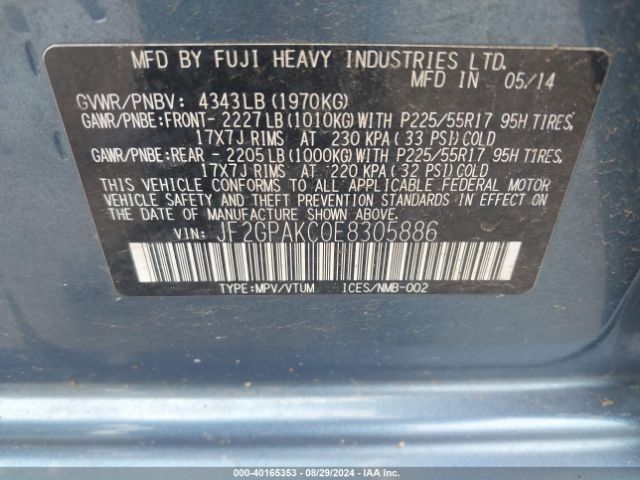 MFD BY FUJI HEAVY INDUSTRIES LTD.
MFD IN 05/14
GVWR/PNBV: 4343LB (1970KG)
GAWR/PNBE:FRONT- 2227 LB (1010KG) WITH P225/55R17 95H TIRES,
17X7J RIMS AT 230 KPA (33 PSI) COLD
GAWR/PNBE:REAR - 2205 LB (1000KG) WITH P225/55R17 95H TIRES,
17X7J RIMS AT 220 KPA (32 PSI) COLD
THIS VEHICLE CONFORMS TO ALL APPLICABLE FEDERAL MOTOR
VEHICLE SAFETY AND THEFT PREVENTION STANDARDS IN EFFECT ON
THE DATE OF MANUFACTURE SHOWN ABOVE.
VIN: JF2GPAKC0E8305886
TYPE:MPV/VTUM ICES/NMB-002
000-40165353 - 08/29/2024 - IAA Inc.